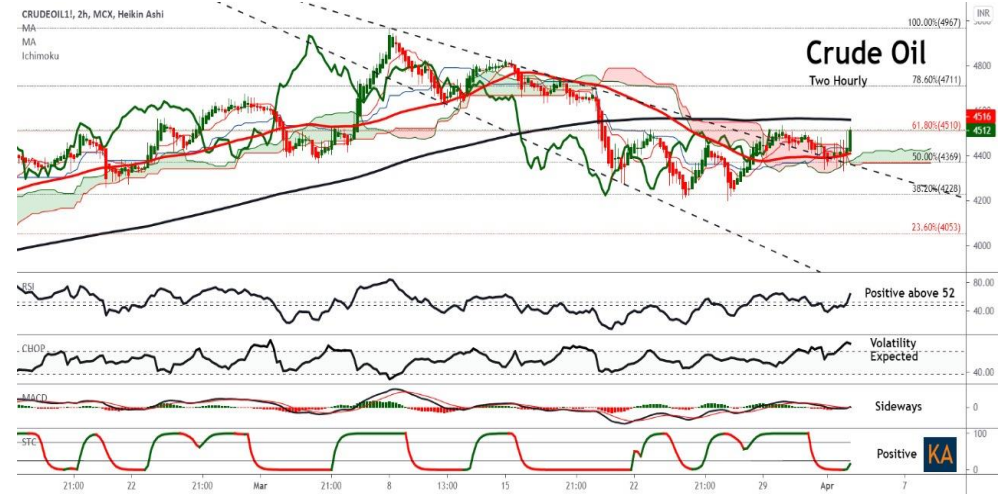 CRUDEOIL1!, 2h, MCX, Heikin Ashi
MA
MA
Ichimoku
INR
100.00%(4967)
Crude Oil
Two Hourly
4800
78.60%(4711)
4516
61.80%(4510)
4512
4400
50.00%(4369)
38.20%(4228)
4200
23.60%(4053)
4000
RSI
80.00
Positive above 52
40.00
CHOP
Volatility
Expected
40.00
MACD
Sideways
0
STC
100
Positive
KA
0
21:00
22
21:00
Mar
21:00
8
13:00
15
21:00
22
21:00
29
Apr
7